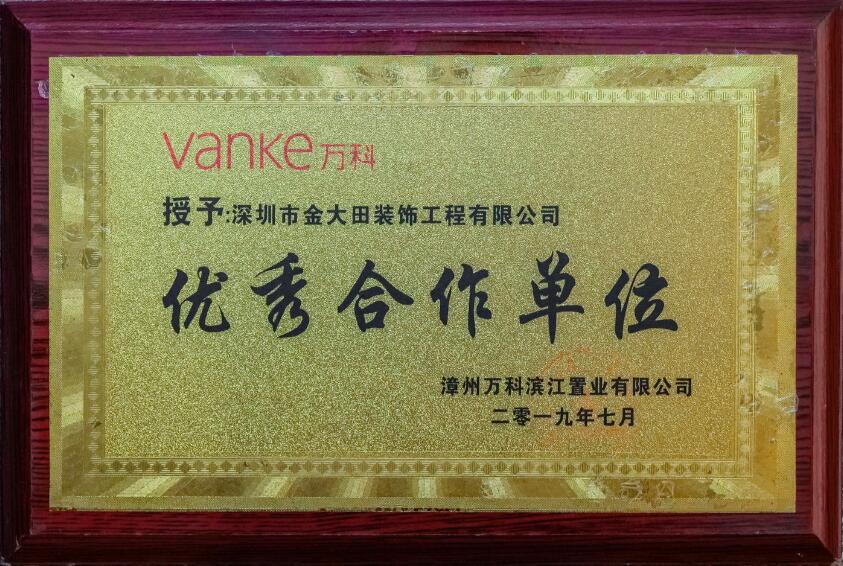 vanke万科
授予:深圳市金大田装饰工程有限公司
优秀合作单位
漳州万科滨江置业有限公司
二零一九年七月